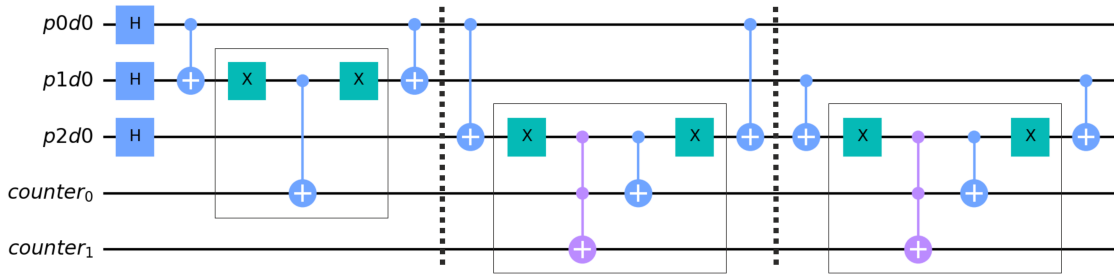 p0d0 H
p1d0 H X X
p2d0 H X X X X
counter0
counter1